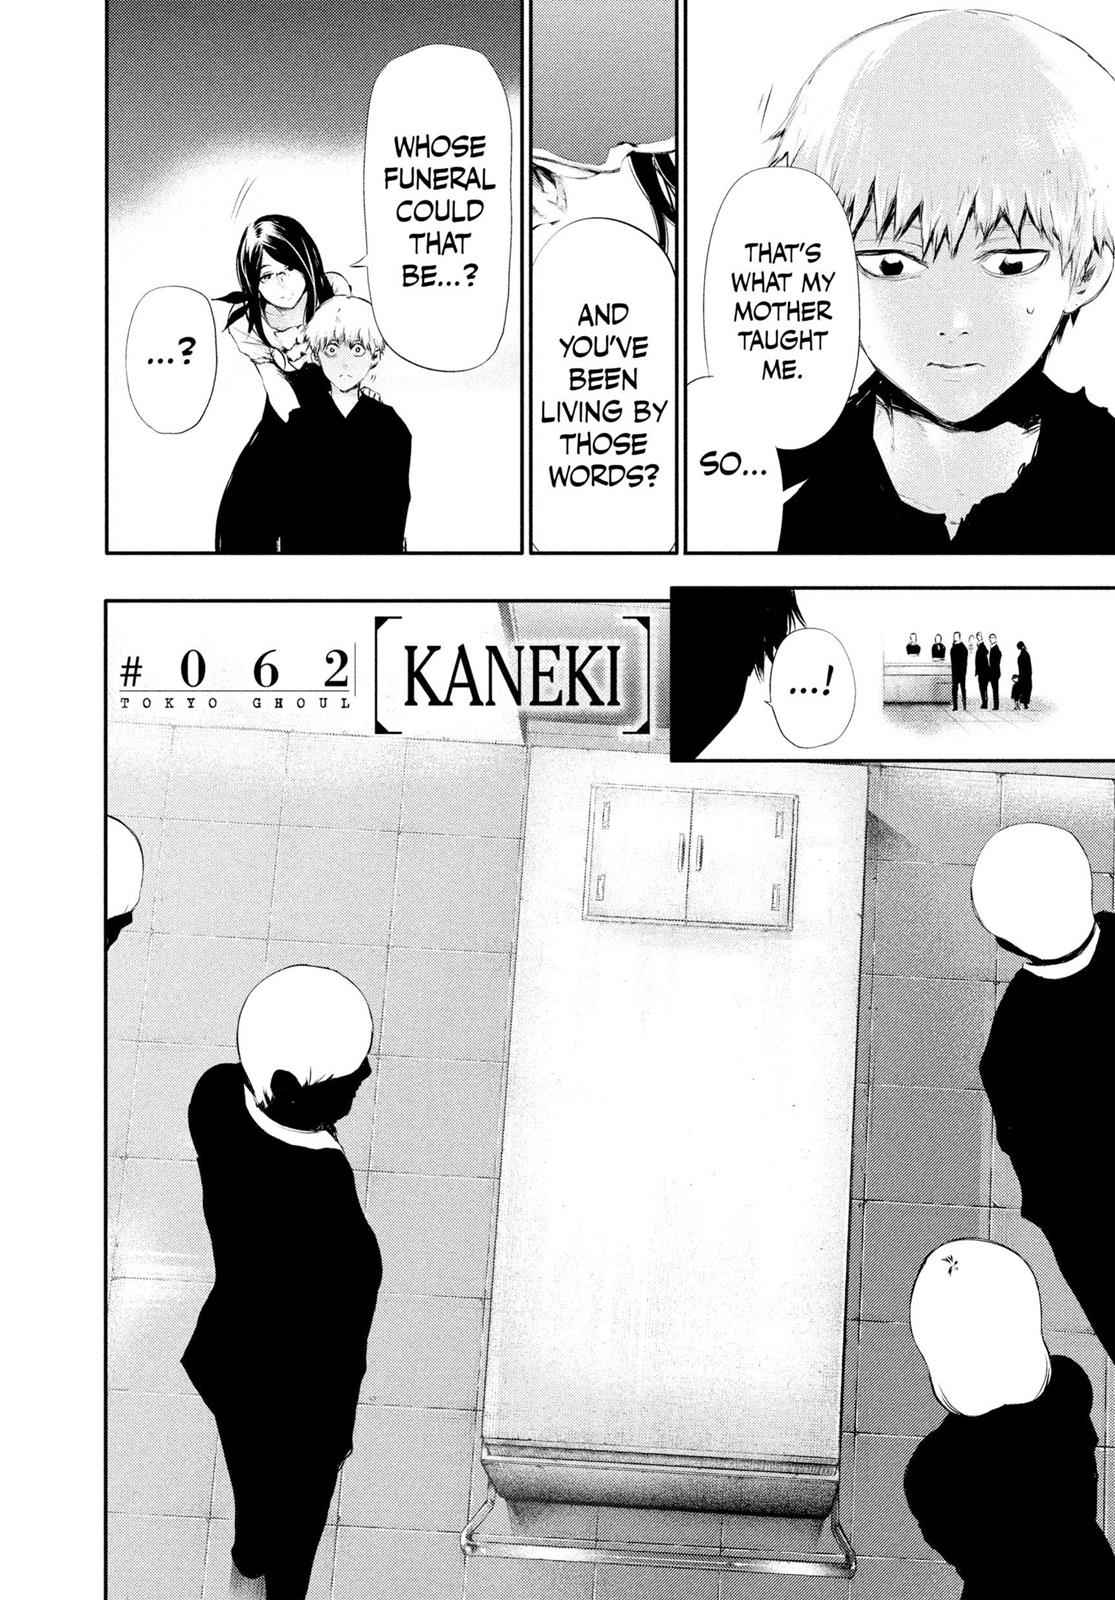 THAT'S
WHAT MY
MOTHER
TAUGHT
ME.
SO...
AND
YOU'VE
BEEN
LIVING BY
THOSE
WORDS?
WHOSE
FUNERAL
COULD
THAT
BE...?
...?
...!
#062
TOKYO GHOUL
[KANEKI]